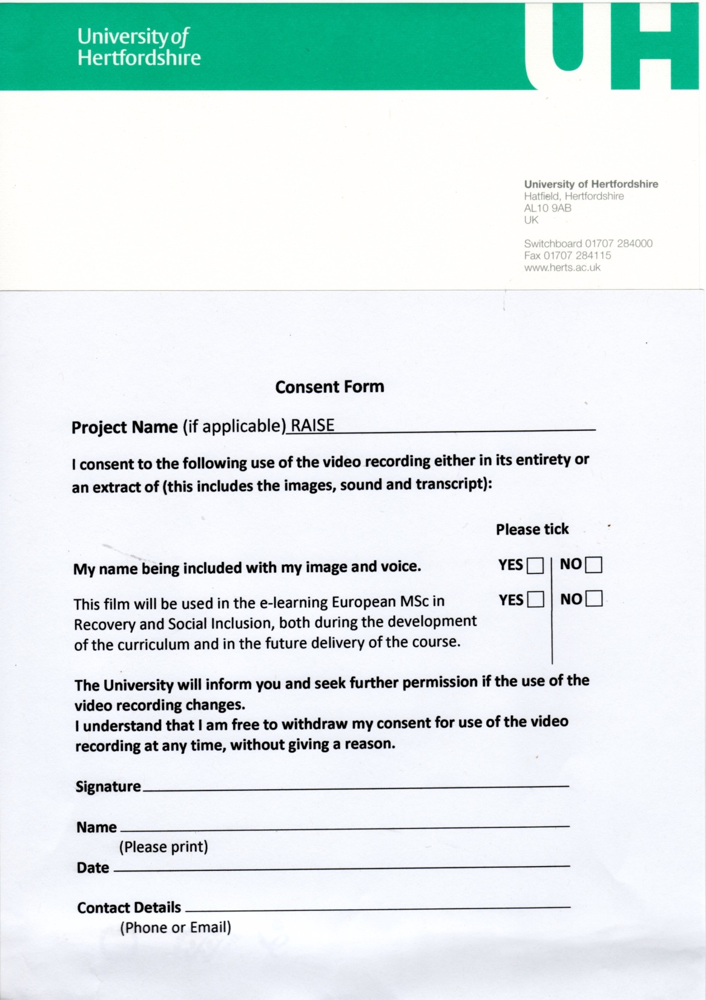 University of
Hertfordshire
UH
University of Hertfordshire
Hatfield, Hertfordshire
AL10 9AB
UK
Switchboard 01707 284000
Fax 01707 284115
www.herts.ac.uk
Consent Form
Project Name (if applicable) RAISE
I consent to the following use of the video recording either in its entirety or
an extract of (this includes the images, sound and transcript):
Please tick
My name being included with my image and voice. YES NO
This film will be used in the e-learning European MSc in YES NO
Recovery and Social Inclusion, both during the development
of the curriculum and in the future delivery of the course.
The University will inform you and seek further permission if the use of the
video recording changes.
I understand that I am free to withdraw my consent for use of the video
recording at any time, without giving a reason.
Signature
Name
(Please print)
Date
Contact Details
(Phone or Email)